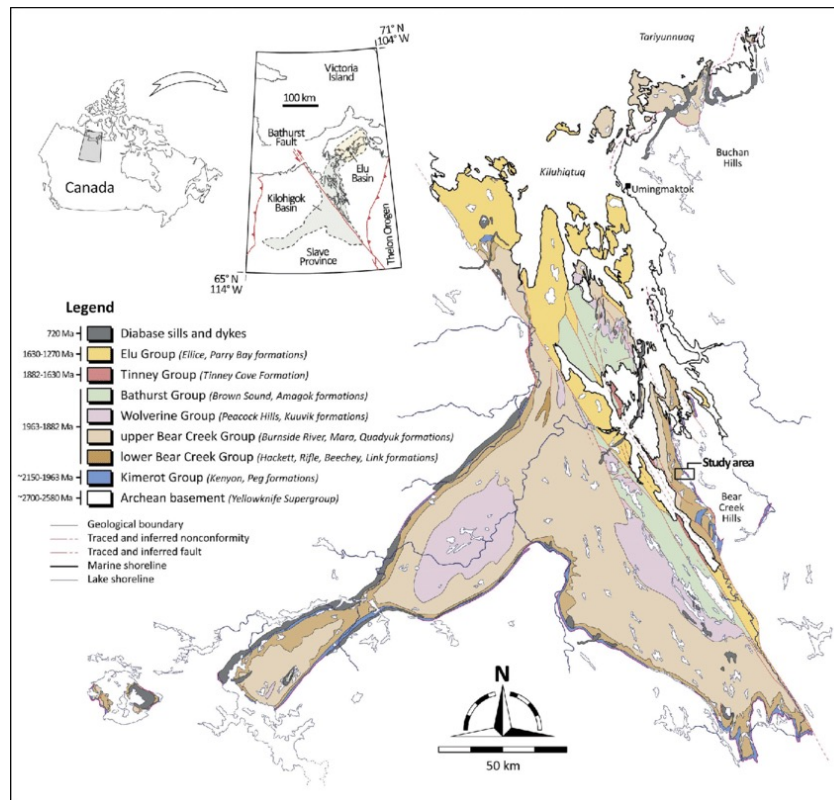 71° N
104° W
Victoria
Island
100 km
Bathurst
Fault
Elu
Basin
Kilohigok
Basin
Slave
Province
Thelon Orogen
65° N
114° W
Canada
Tariyunnuaq
Buchan
Hills
Kiluhiqtuq
Umingmaktok
Study area
Bear
Creek
Hills
Legend
720 Ma Diabase sills and dykes
1630-1270 Ma Elu Group (Ellice, Parry Bay formations)
1882-1630 Ma Tinney Group (Tinney Cove Formation)
Bathurst Group (Brown Sound, Amagok formations)
1963-1882 Ma Wolverine Group (Peacock Hills, Kuuvik formations)
upper Bear Creek Group (Burnside River, Mara, Quadyuk formations)
lower Bear Creek Group (Hackett, Rifle, Beechey, Link formations)
~2150-1963 Ma Kimerot Group (Kenyon, Peg formations)
~2700-2580 Ma Archean basement (Yellowknife Supergroup)
Geological boundary
Traced and inferred nonconformity
Traced and inferred fault
Marine shoreline
Lake shoreline
N
50 km